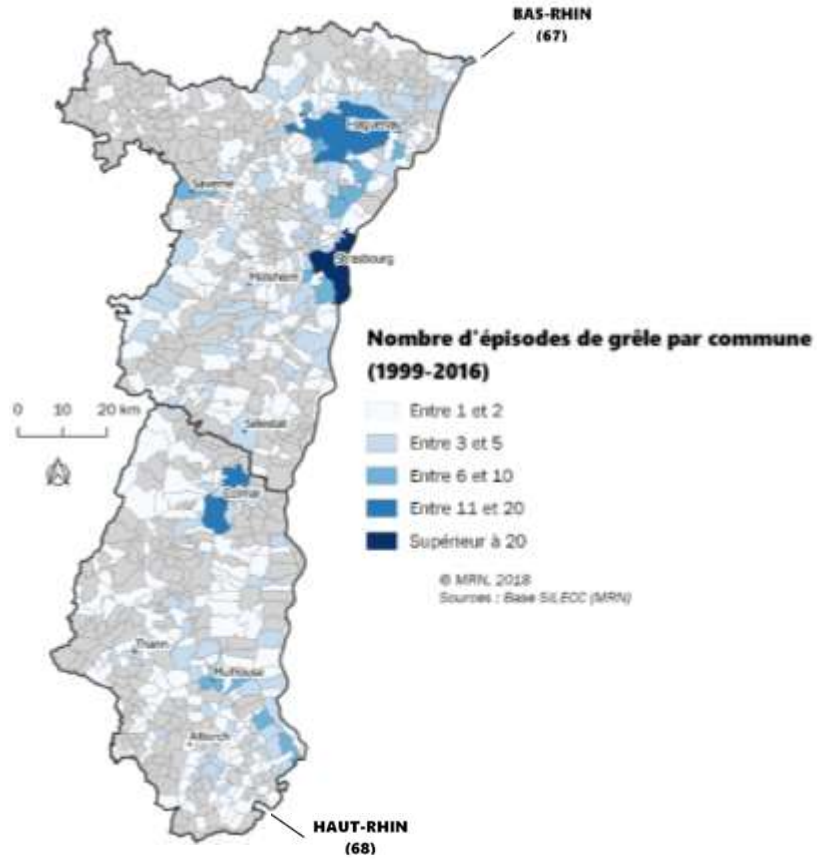 BAS-RHIN
(67)
Haguenau
Saverne
Strasbourg
Molsheim
Nombre d'épisodes de grêle par commune
(1999-2016)
0 10 20 km
Entre 1 et 2
Sélestat
Entre 3 et 5
Entre 6 et 10
Colmar
Entre 11 et 20
Supérieur à 20
© MRN, 2018
Sources : Base SILECC (MRN)
Thann
Mulhouse
Altkirch
HAUT-RHIN
(68)